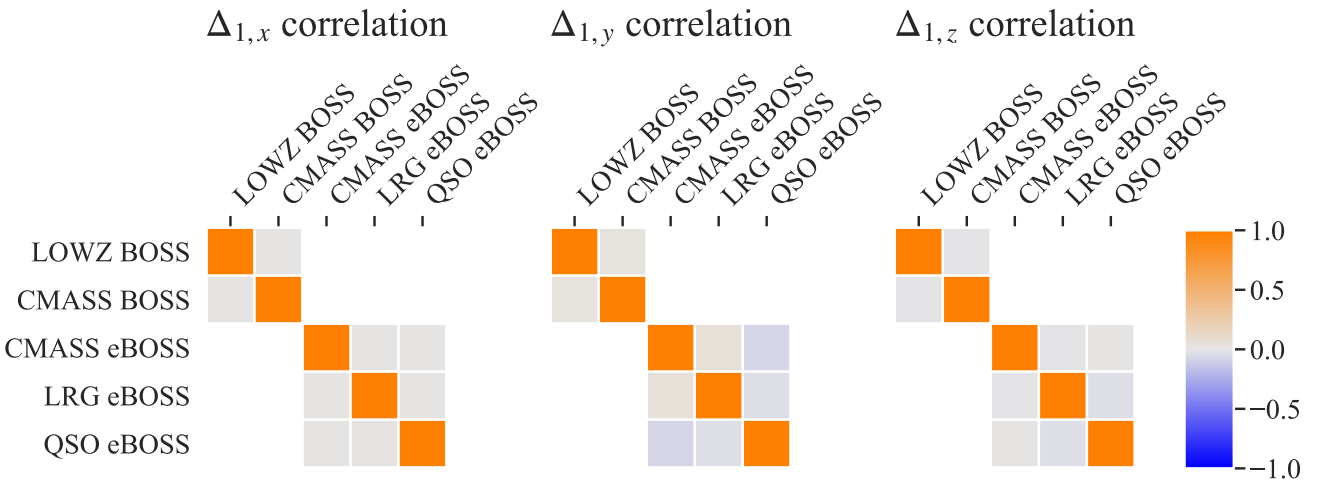 Δ1,x correlation
Δ1,y correlation
Δ1,z correlation
LOWZ BOSS
CMASS BOSS
CMASS eBOSS
LRG eBOSS
QSO eBOSS
LOWZ BOSS
CMASS BOSS
CMASS eBOSS
LRG eBOSS
QSO eBOSS
LOWZ BOSS
CMASS BOSS
CMASS eBOSS
LRG eBOSS
QSO eBOSS
LOWZ BOSS
CMASS BOSS
CMASS eBOSS
LRG eBOSS
QSO eBOSS
1.0
0.5
0.0
−0.5
−1.0